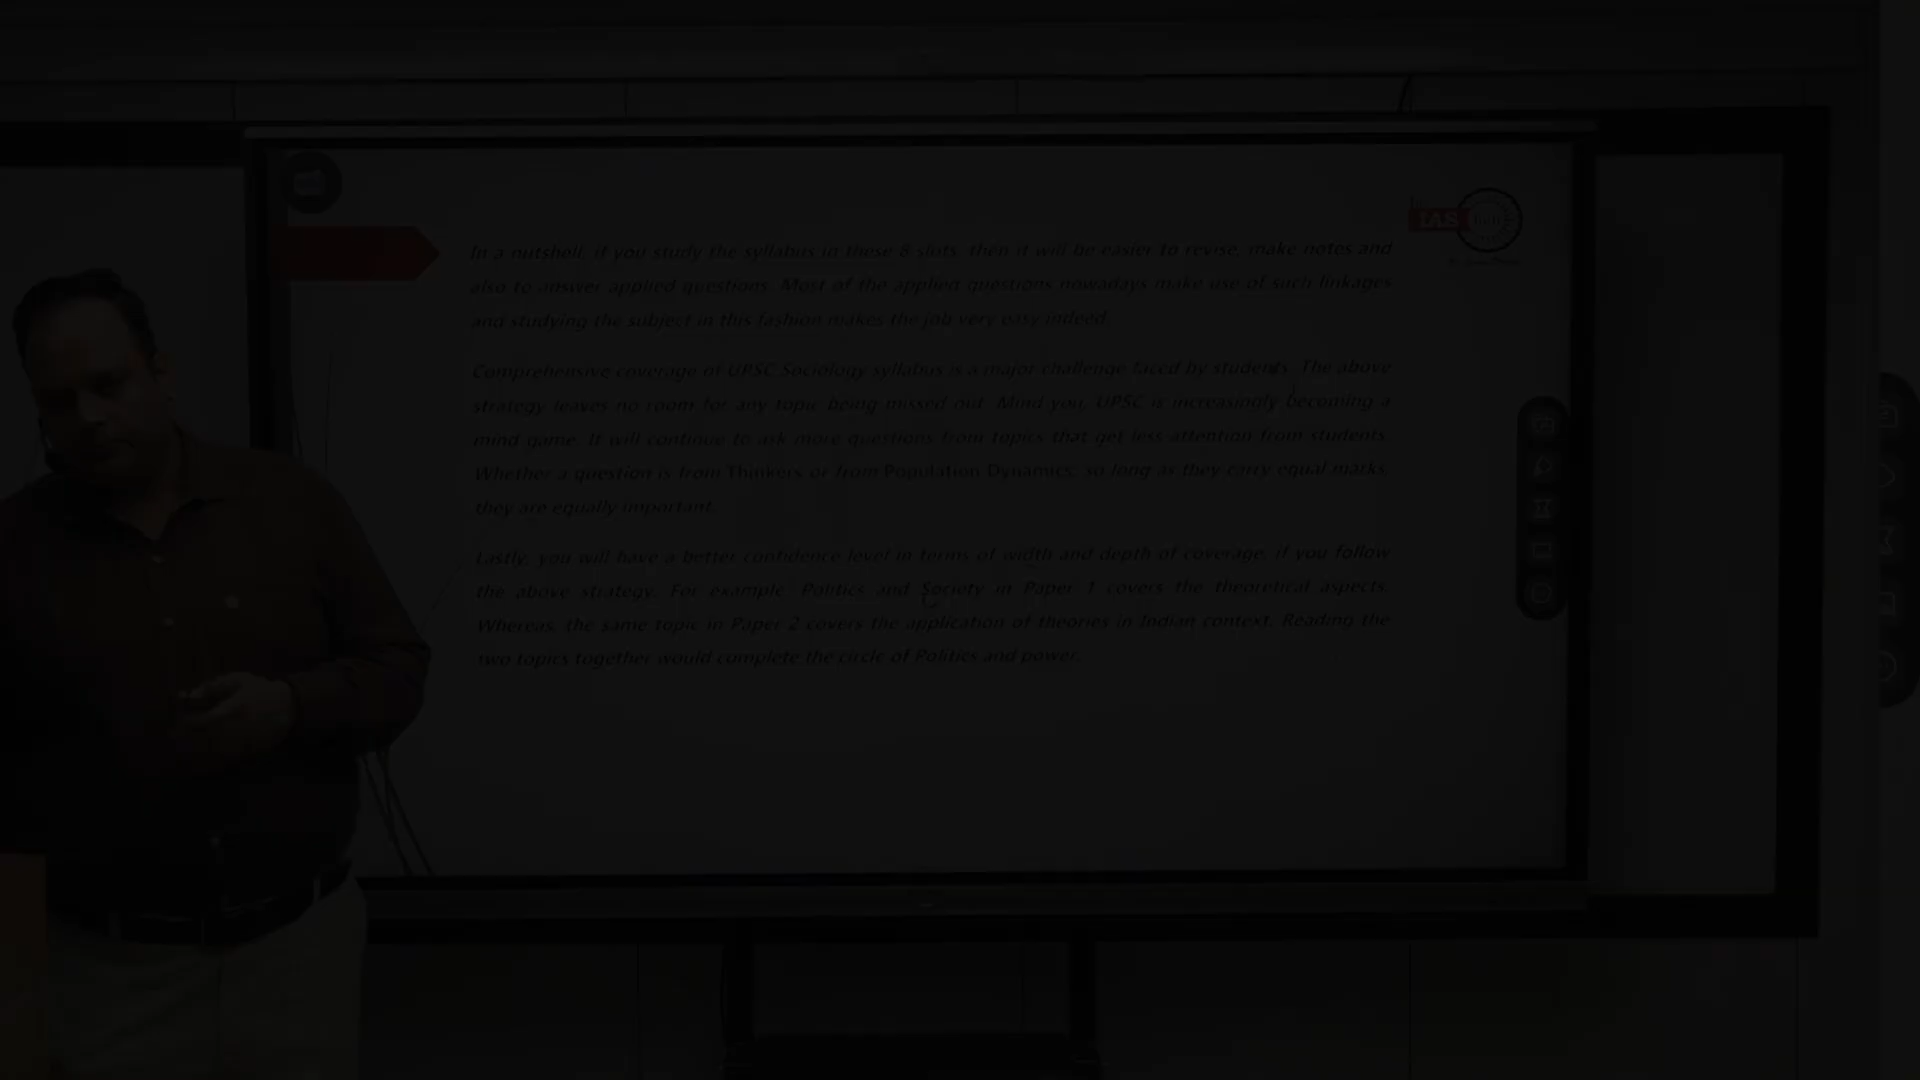 IAS
In a nutshell, if you study the syllabus in these 8 slots, then it will be easier to revise, make notes and
also to answer applied questions. Most of the applied questions nowadays make use of such linkages
and studying the subject in this fashion makes the job very easy indeed.
Comprehensive coverage of UPSC Sociology syllabus is a major challenge faced by students. The above
strategy leaves no room for any topic being missed out. Mind you, UPSC is increasingly becoming a
mind game. It will continue to ask more questions from topics that get less attention from students.
Whether a question is from Thinkers or from Population Dynamics, so long as they carry equal marks,
they are equally important.
Lastly, you will have a better confidence level in terms of width and depth of coverage, if you follow
the above strategy. For example Politics and Society in Paper 1 covers the theoretical aspects.
Whereas, the same topic in Paper 2 covers the application of theories in Indian context. Reading the
two topics together would complete the circle of Politics and power.